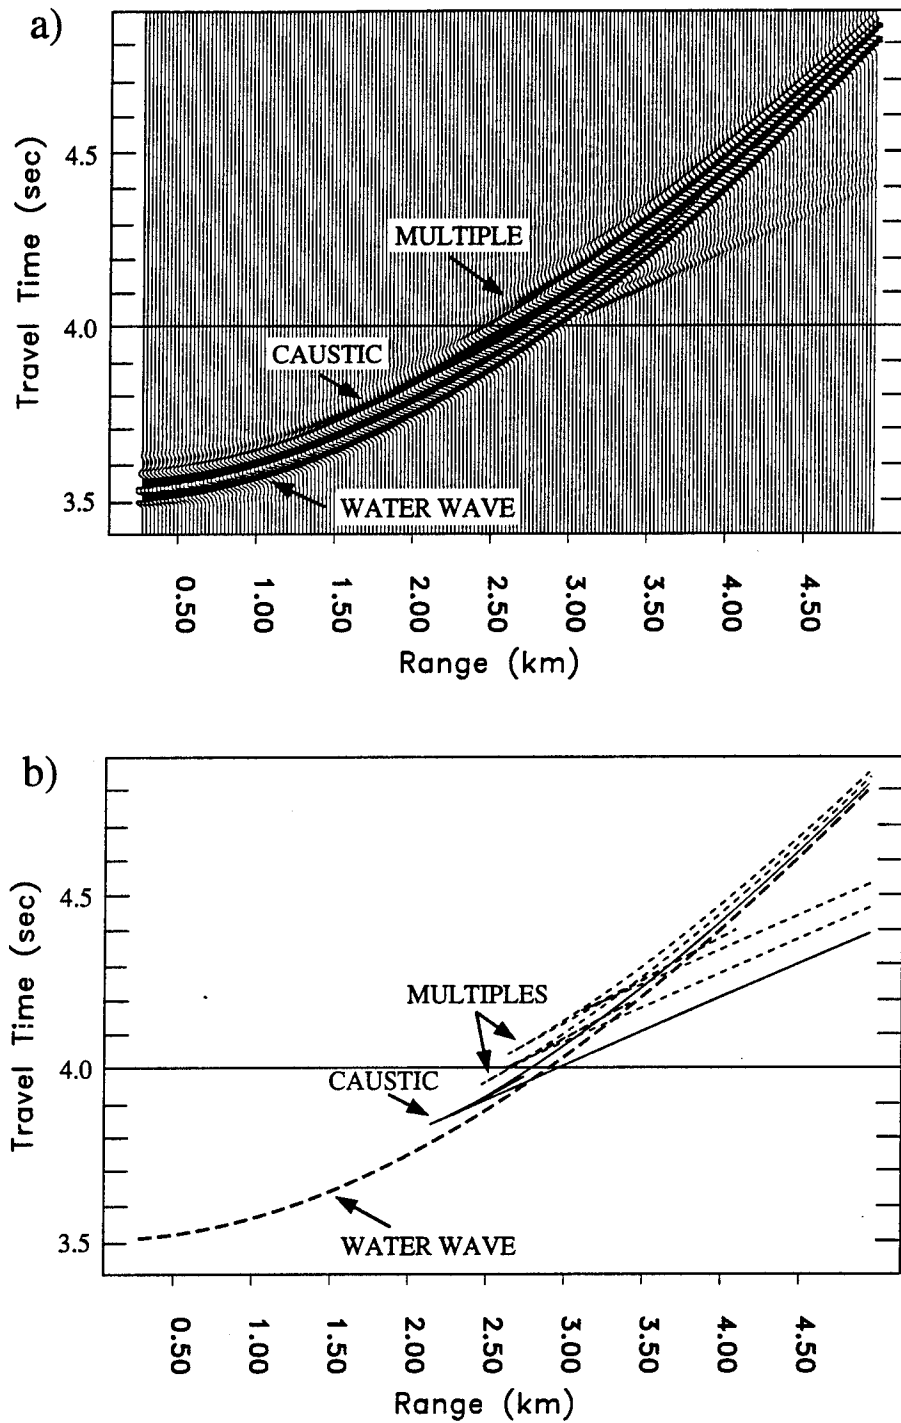 a)
Travel Time (sec)
4.5
4.0
3.5
MULTIPLE
CAUSTIC
WATER WAVE
0.50
1.00
1.50
2.00
2.50
3.00
3.50
4.00
4.50
Range (km)
b)
Travel Time (sec)
4.5
4.0
3.5
MULTIPLES
CAUSTIC
WATER WAVE
0.50
1.00
1.50
2.00
2.50
3.00
3.50
4.00
4.50
Range (km)